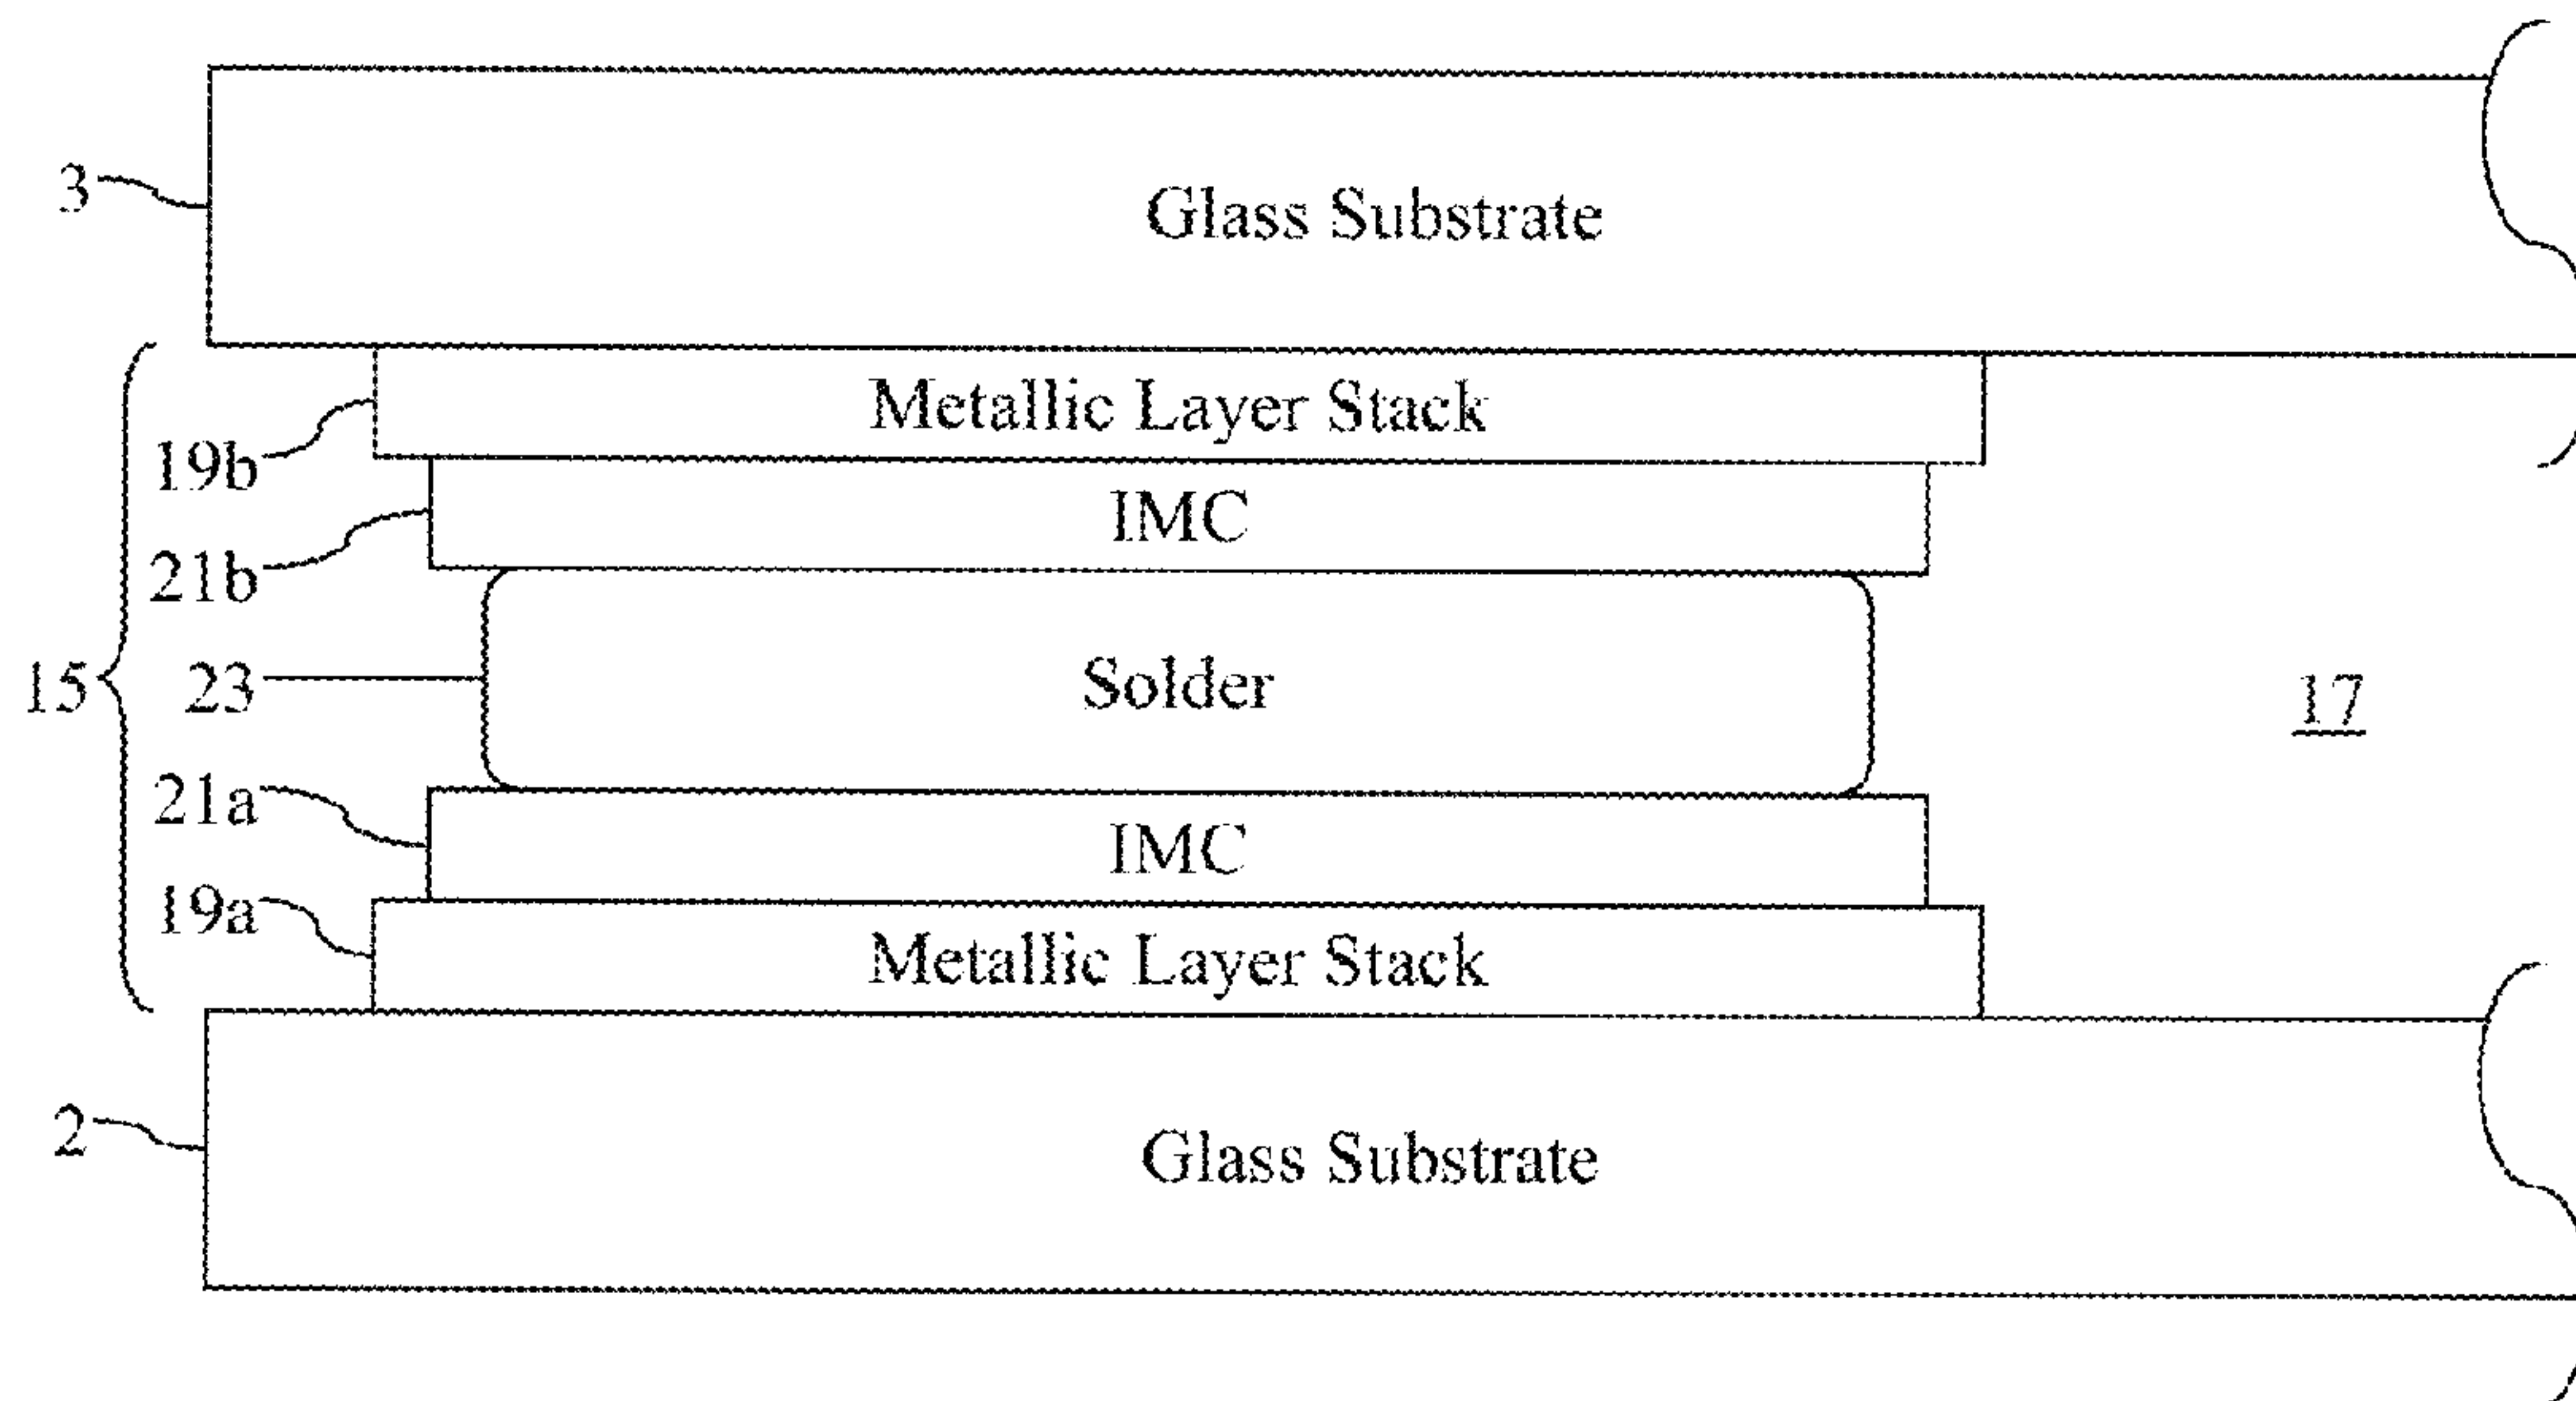 3
Glass Substrate
Metallic Layer Stack
19b
IMC
21b
15
23
Solder
17
21a
IMC
19a
Metallic Layer Stack
2
Glass Substrate